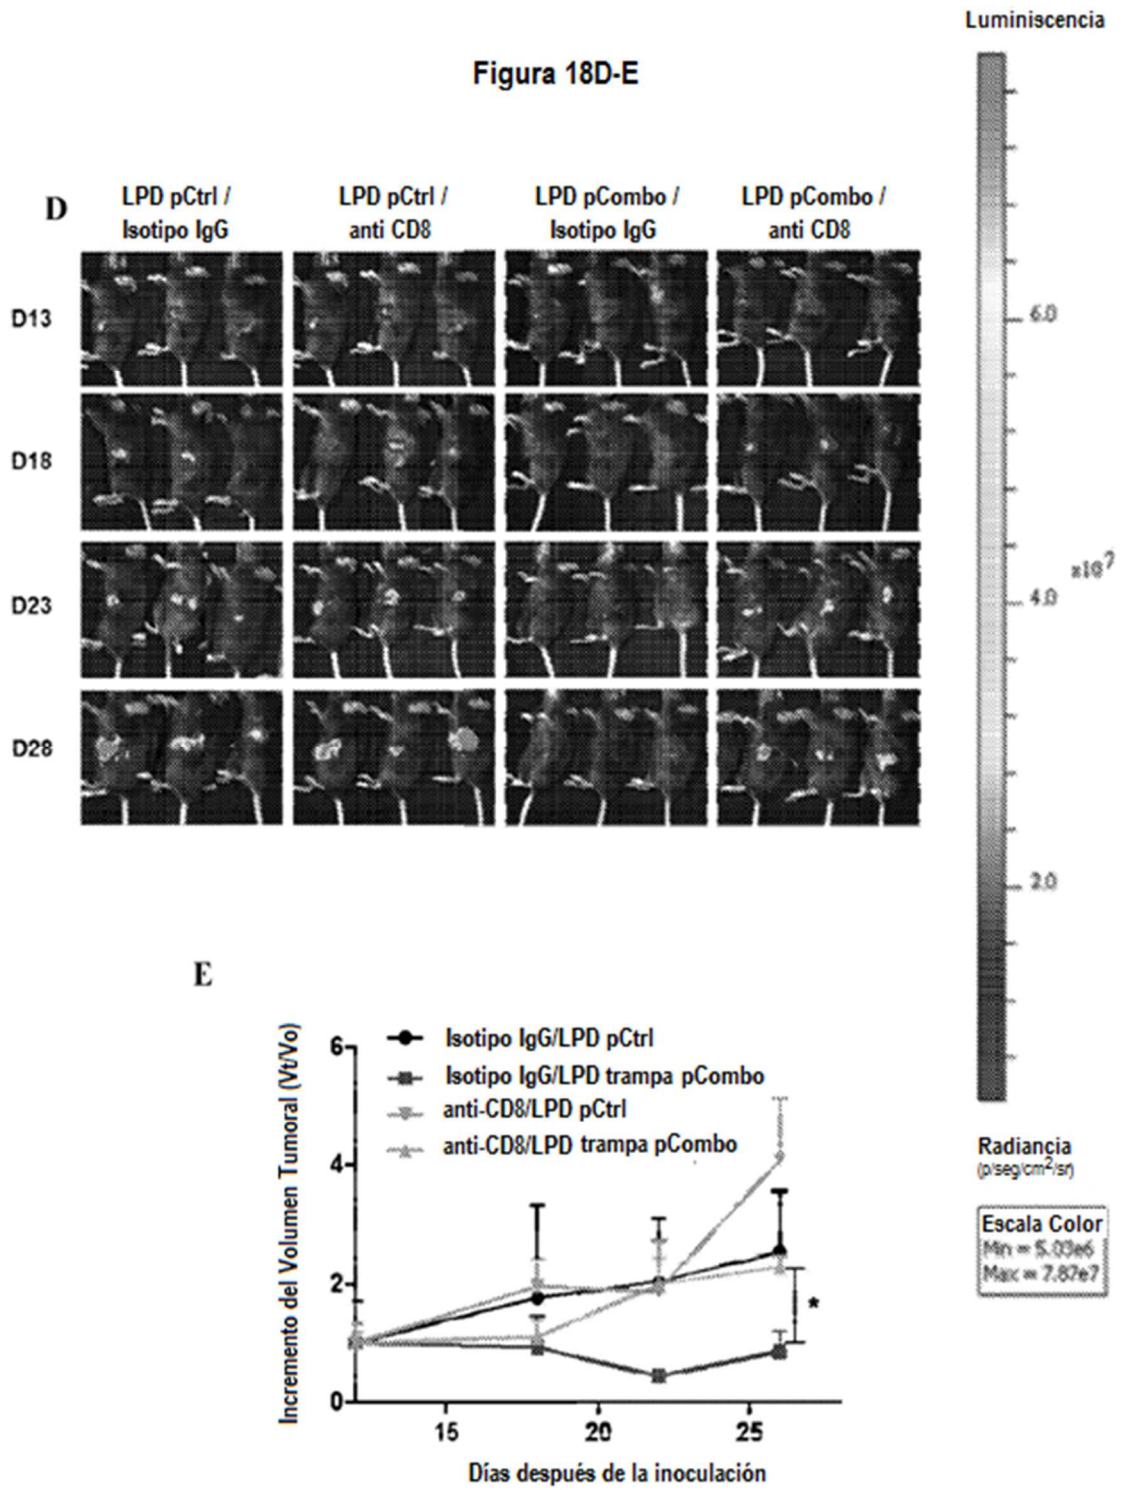 Luminiscencia
Figura 18D-E
D
LPD pCtrl /
Isotipo IgG
LPD pCtrl /
anti CD8
LPD pCombo /
Isotipo IgG
LPD pCombo /
anti CD8
D13
D18
D23
D28
6.0
4.0
x10⁷
2.0
Radiancia
(p/seg/cm²/sr)
Escala Color
Min = 5.03e6
Max = 7.87e7
E
Incremento del Volumen Tumoral (Vt/Vo)
6
4
2
0
Isotipo IgG/LPD pCtrl
Isotipo IgG/LPD trampa pCombo
anti-CD8/LPD pCtrl
anti-CD8/LPD trampa pCombo
*
15
20
25
Días después de la inoculación